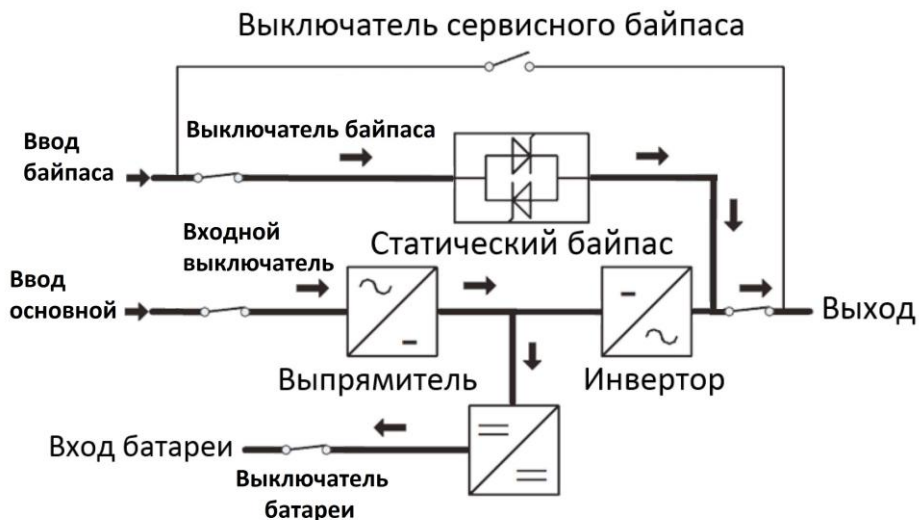 Выключатель сервисного байпаса
Выключатель байпаса
Ввод
байпаса
Статический байпас
Входной
выключатель
Ввод
основной
Выход
Выпрямитель
Инвертор
Вход батареи
Выключатель
батареи